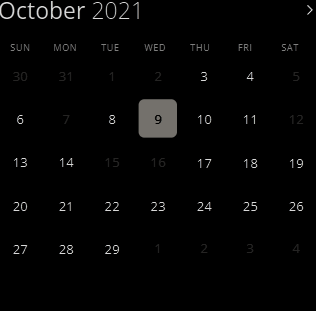 October 2021
SUN MON TUE WED THU FRI SAT
30 31 1 2 3 4 5
6 7 8 9 10 11 12
13 14 15 16 17 18 19
20 21 22 23 24 25 26
27 28 29 1 2 3 4